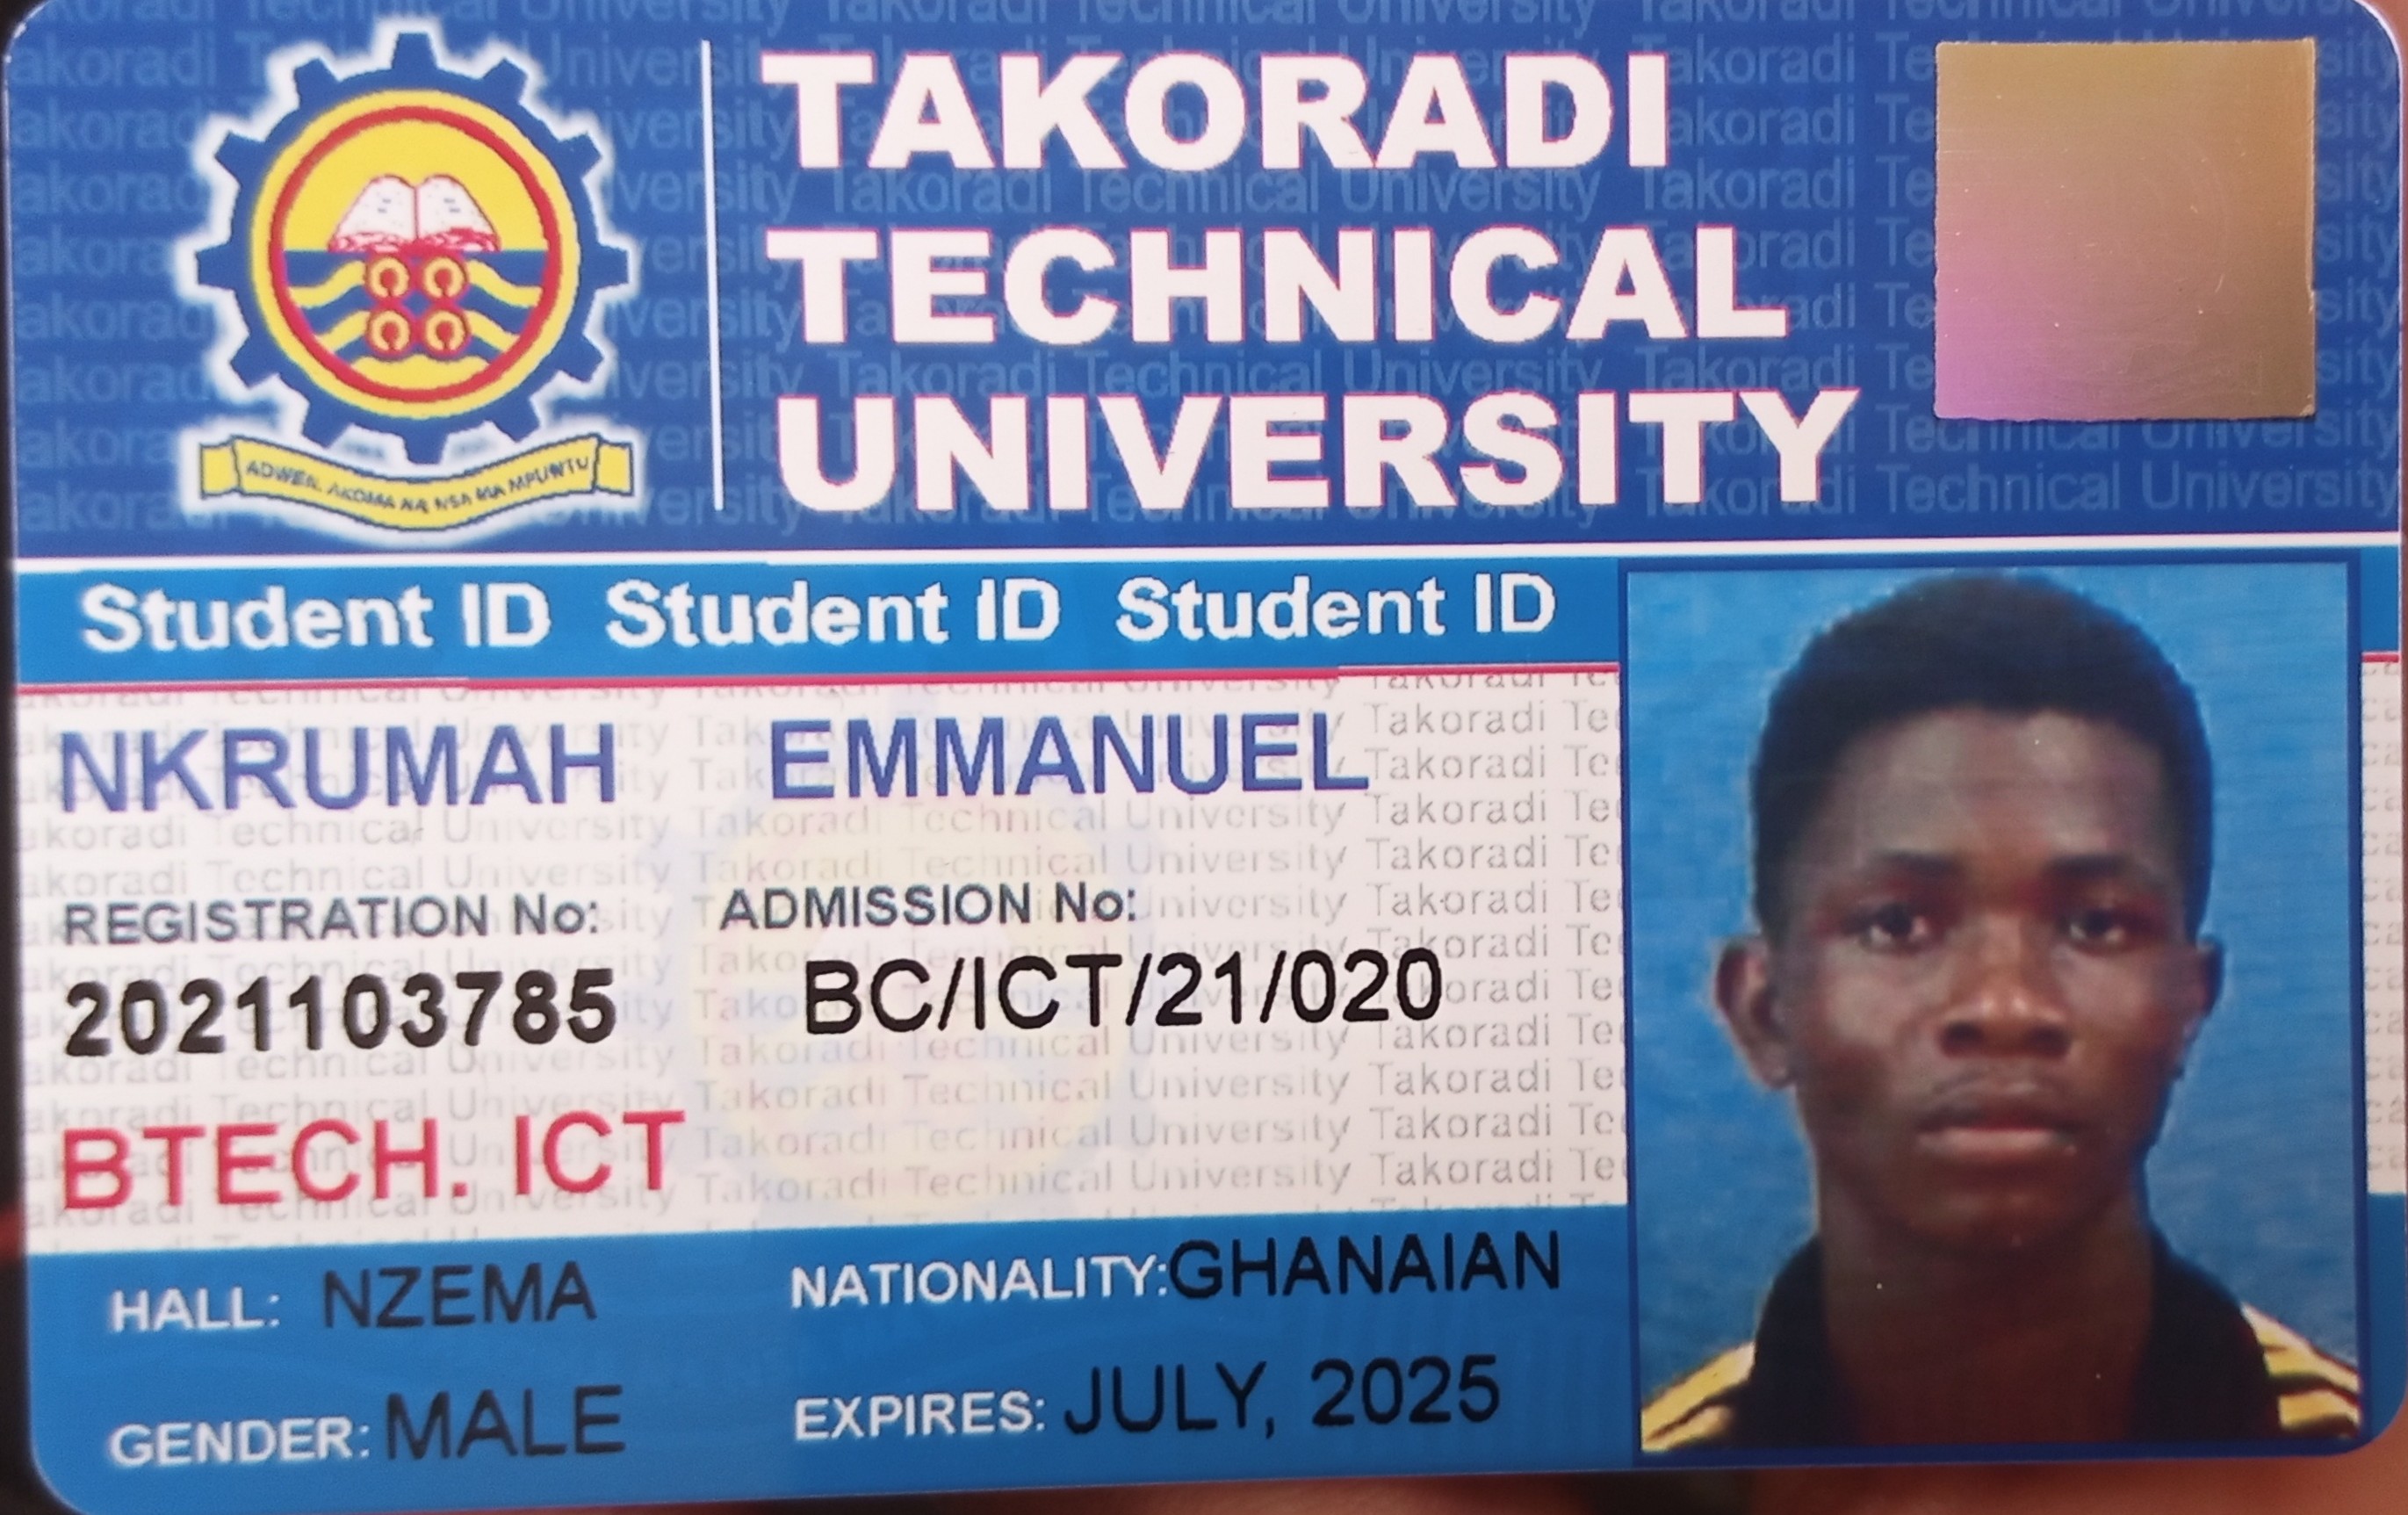 TAKORADI
TECHNICAL
UNIVERSITY
ADWEN, AKOMA NA NSA MA MPUNTU
Student ID Student ID Student ID
NKRUMAH EMMANUEL
REGISTRATION No: ADMISSION No:
2021103785 BC/ICT/21/020
BTECH. ICT
HALL: NZEMA NATIONALITY: GHANAIAN
GENDER: MALE EXPIRES: JULY, 2025